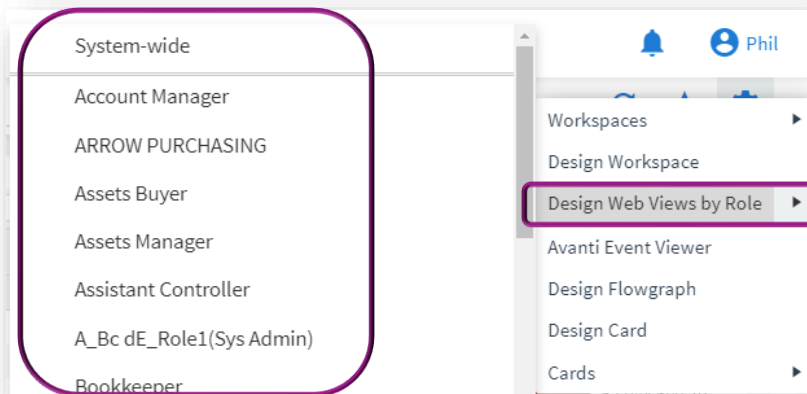 Phil
System-wide
Account Manager
ARROW PURCHASING
Assets Buyer
Assets Manager
Assistant Controller
A_Bc dE_Role1(Sys Admin)
Bookkeeper
Workspaces
Design Workspace
Design Web Views by Role
Avanti Event Viewer
Design Flowgraph
Design Card
Cards